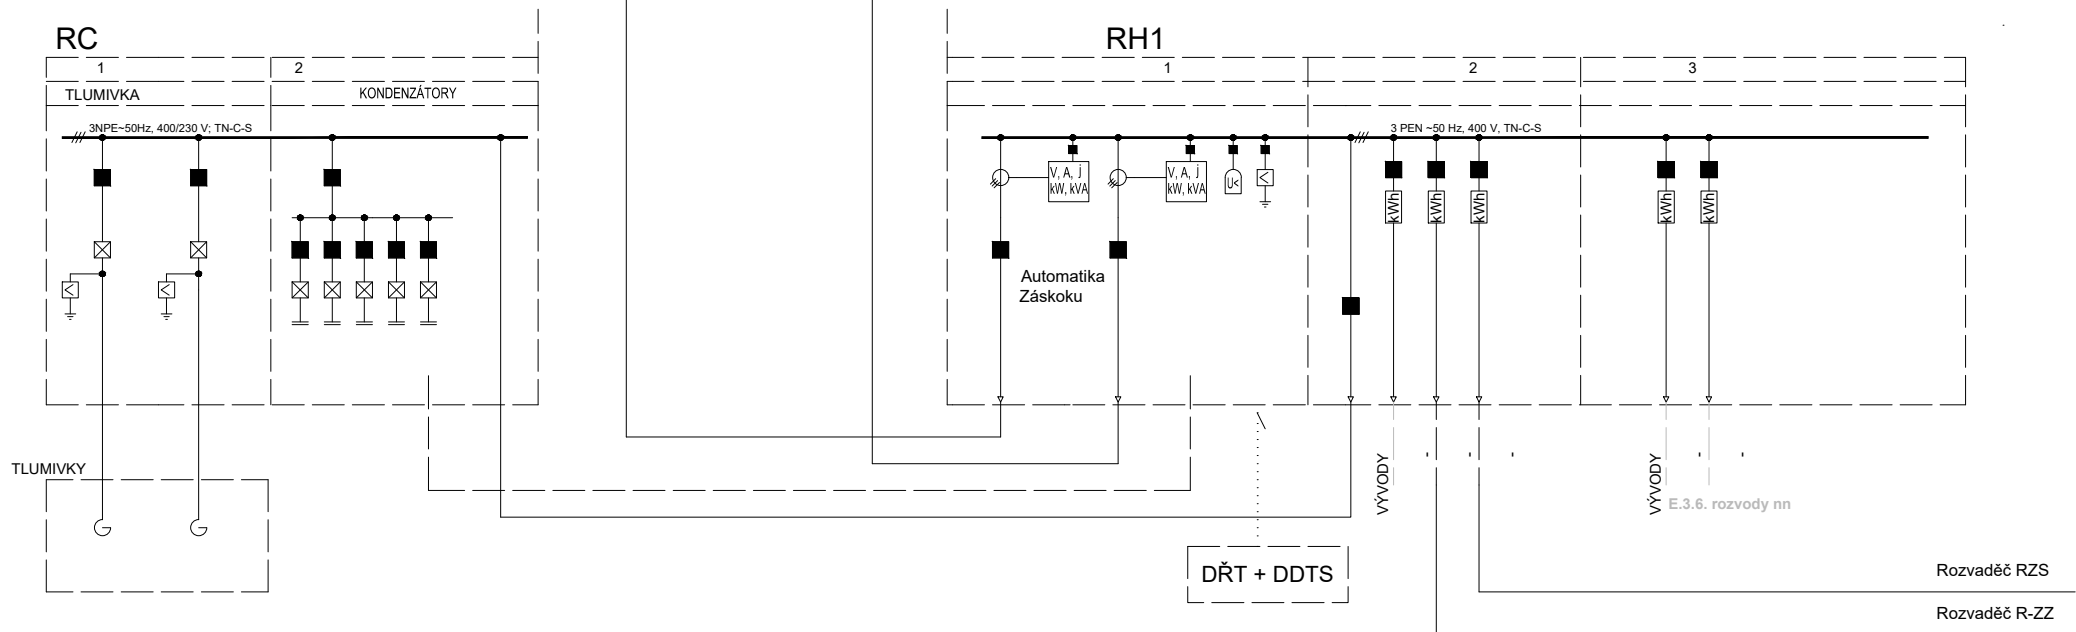 RC
1
2
TLUMIVKA
KONDENZÁTORY
3NPE~50Hz, 400/230 V; TN-C-S
TLUMIVKY
RH1
1
2
3
3 PEN ~50 Hz, 400 V, TN-C-S
V, A, j
kW, kVA
V, A, j
kW, kVA
U<
<
<
<
kWh
kWh
kWh
kWh
kWh
Automatika
Záskoku
VÝVODY
VÝVODY
E.3.6. rozvody nn
DŘT + DDTS
Rozvaděč RZS
Rozvaděč R-ZZ